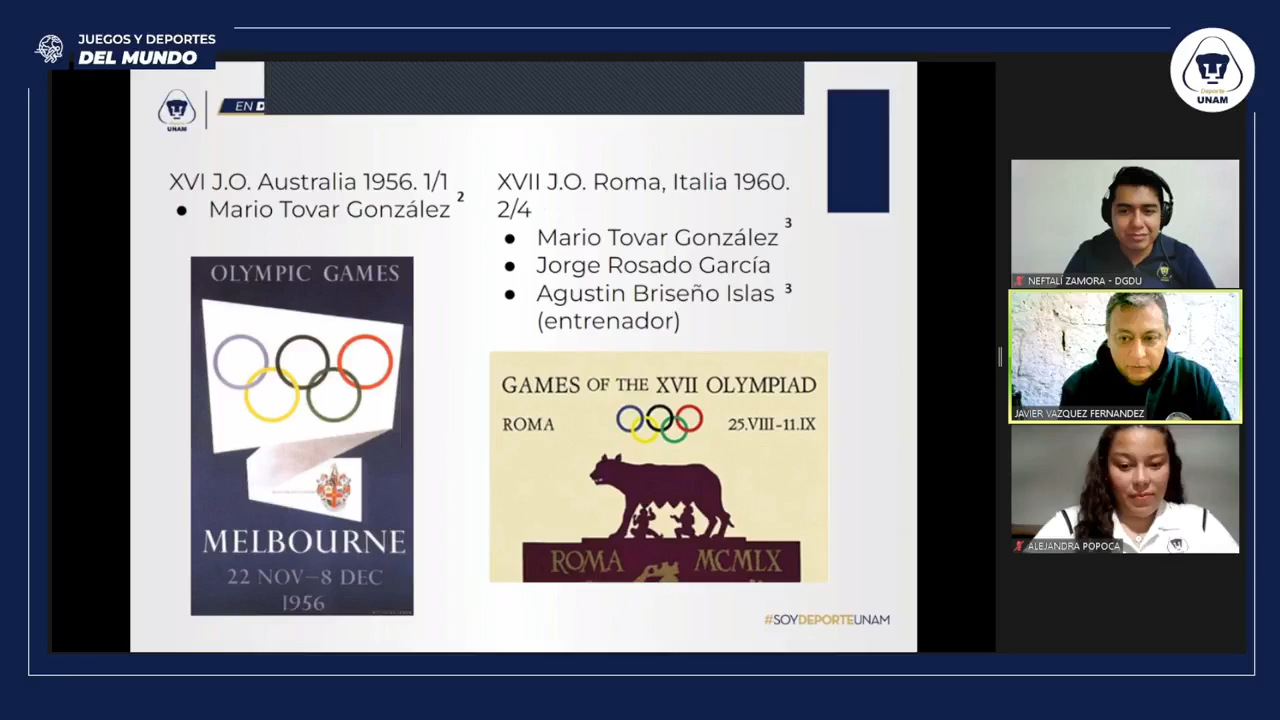 JUEGOS Y DEPORTES
DEL MUNDO
Deporte
UNAM
UNAM
EN D
XVI J.O. Australia 1956. 1/1
● Mario Tovar González 2
XVII J.O. Roma, Italia 1960.
2/4
● Mario Tovar González 3
● Jorge Rosado García
● Agustin Briseño Islas 3
(entrenador)
OLYMPIC GAMES
MELBOURNE
22 NOV–8 DEC
1956
GAMES OF THE XVII OLYMPIAD
ROMA 25.VIII-11.IX
ROMA MCMLX
#SOYDEPORTEUNAM
NEFTALÍ ZAMORA - DGDU
JAVIER VAZQUEZ FERNANDEZ
ALEJANDRA POPOCA